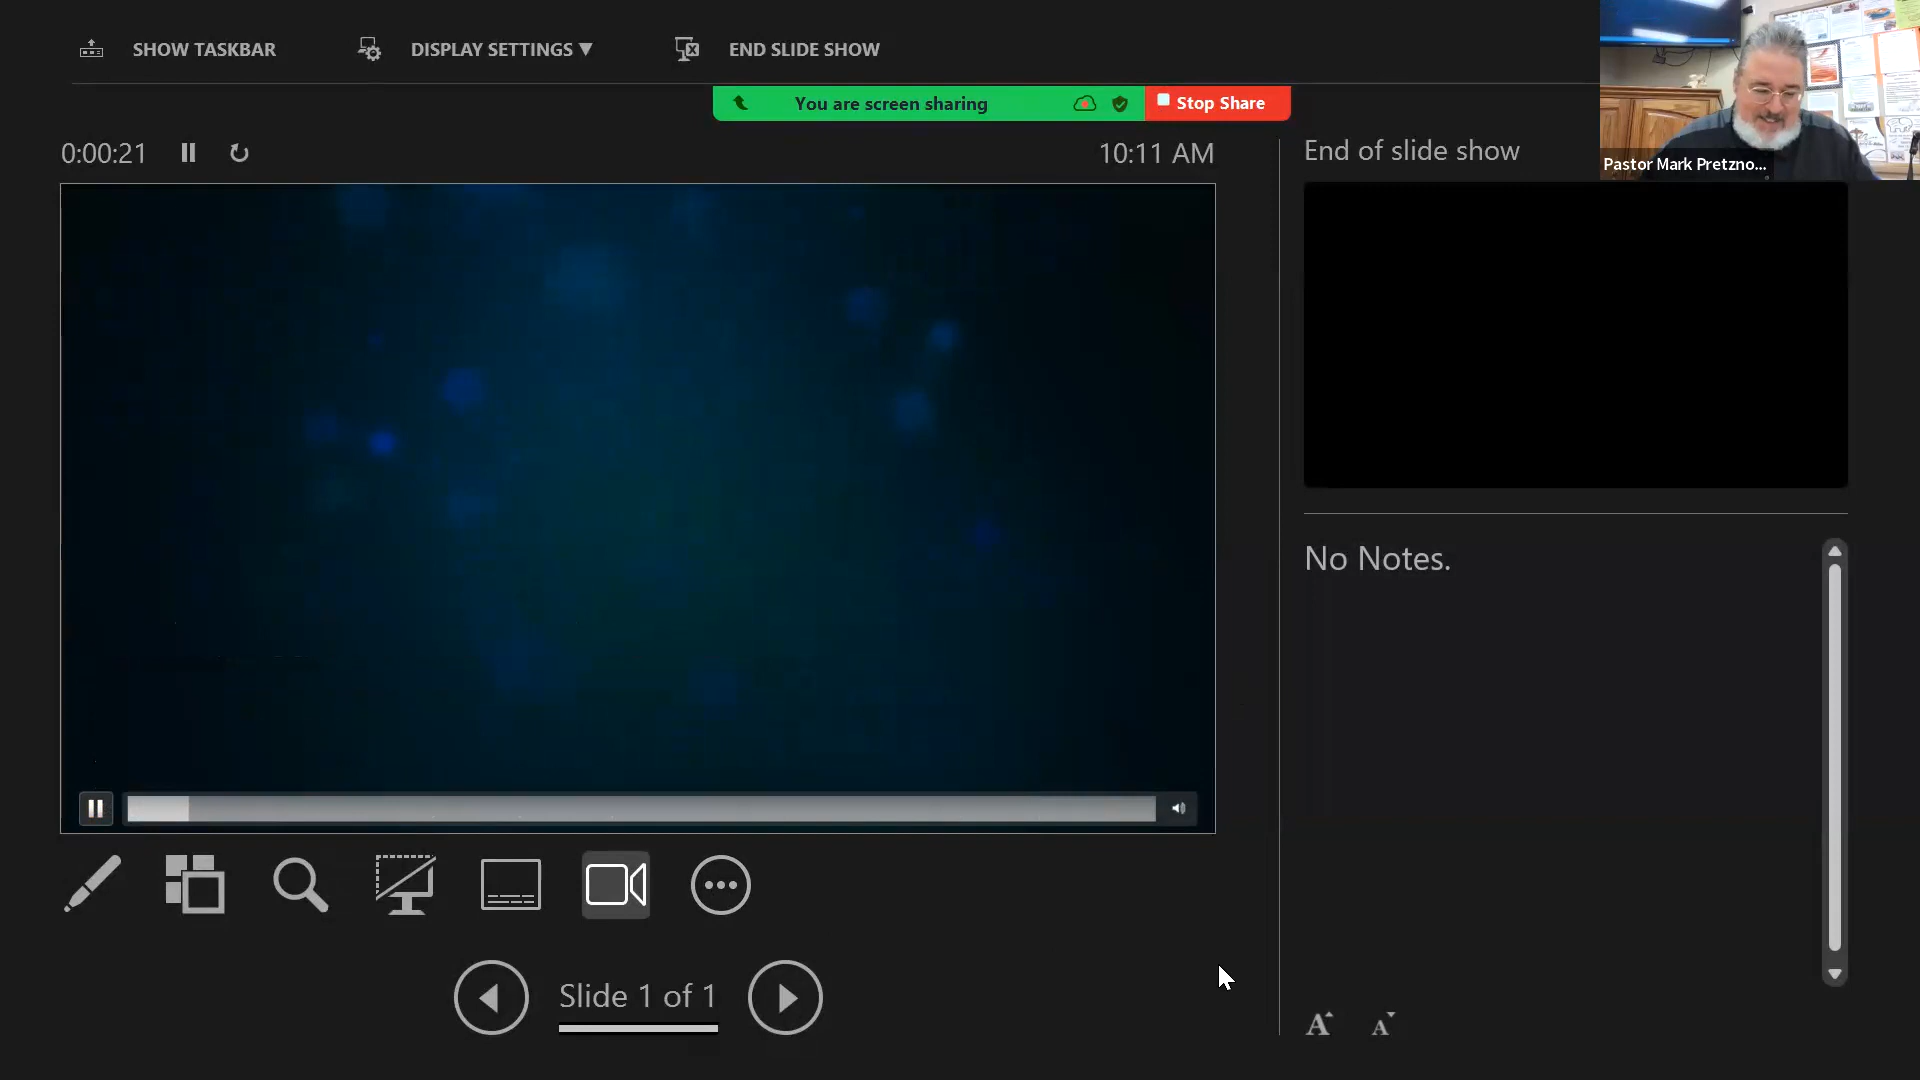 SHOW TASKBAR
DISPLAY SETTINGS ▼
END SLIDE SHOW
You are screen sharing
Stop Share
0:00:21
10:11 AM
End of slide show
Pastor Mark Pretzno...
No Notes.
Slide 1 of 1
A
A